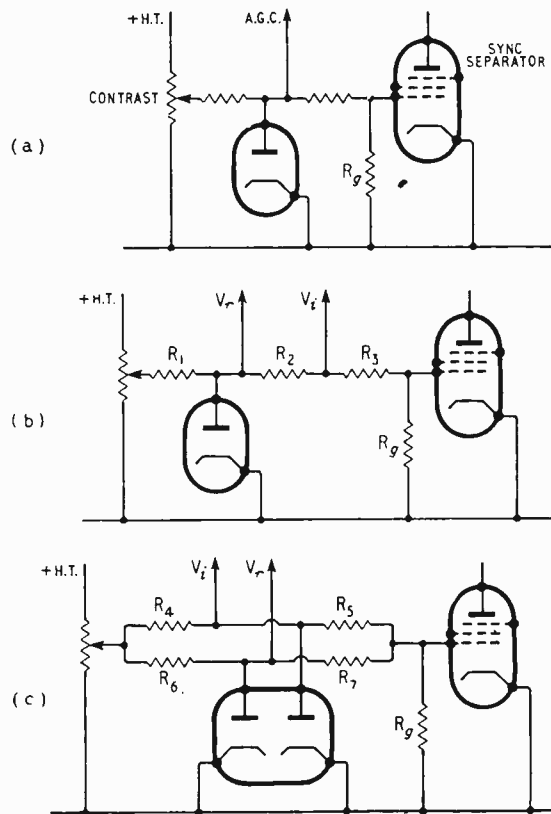 +H.T.
A.G.C.
SYNC
SEPARATOR
CONTRAST
(a)
Rg
+H.T.
Vr
Vi
R1
R2
R3
(b)
Rg
+H.T.
Vi
Vr
R4
R5
R6.
R7
(c)
Rg